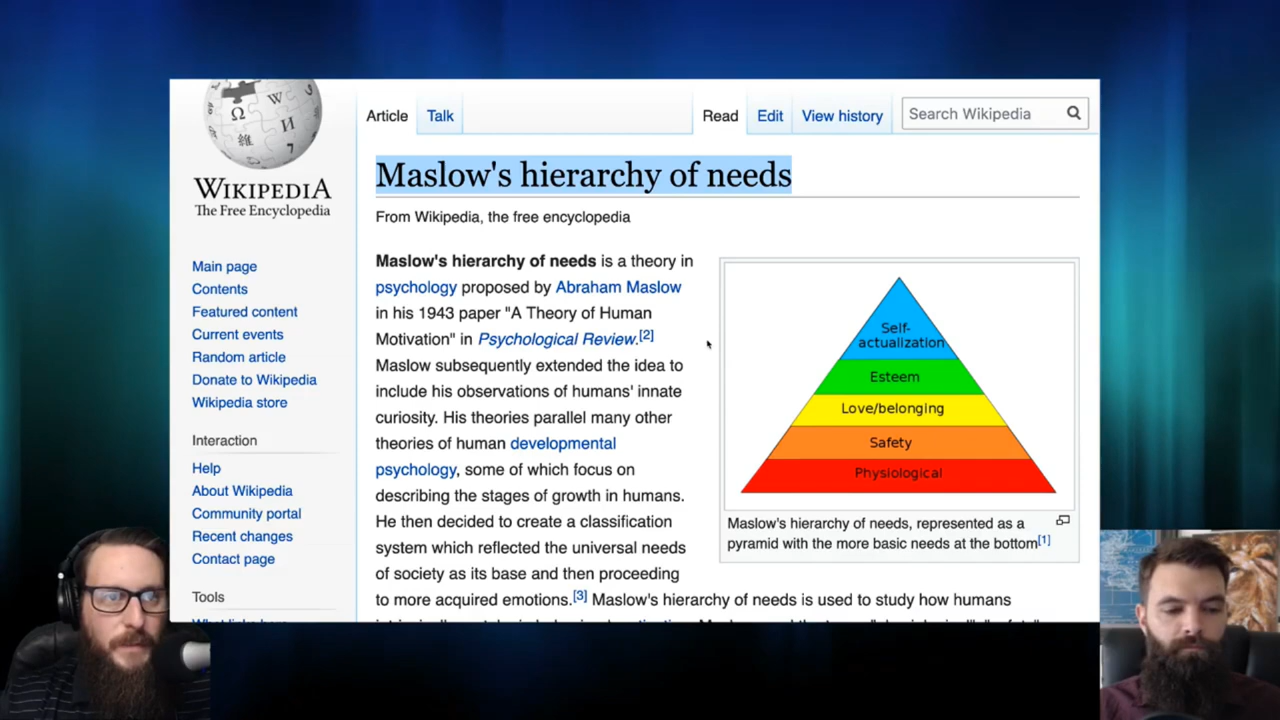 Article
Talk
Read
Edit
View history
Search Wikipedia
WIKIPEDIA
The Free Encyclopedia
Main page
Contents
Featured content
Current events
Random article
Donate to Wikipedia
Wikipedia store
Interaction
Help
About Wikipedia
Community portal
Recent changes
Contact page
Tools
Maslow's hierarchy of needs
From Wikipedia, the free encyclopedia
Maslow's hierarchy of needs is a theory in
psychology proposed by Abraham Maslow
in his 1943 paper "A Theory of Human
Motivation" in Psychological Review.[2]
Maslow subsequently extended the idea to
include his observations of humans' innate
curiosity. His theories parallel many other
theories of human developmental
psychology, some of which focus on
describing the stages of growth in humans.
He then decided to create a classification
system which reflected the universal needs
of society as its base and then proceeding
to more acquired emotions.[3] Maslow's hierarchy of needs is used to study how humans
Self-
actualization
Esteem
Love/belonging
Safety
Physiological
Maslow's hierarchy of needs, represented as a
pyramid with the more basic needs at the bottom[1]